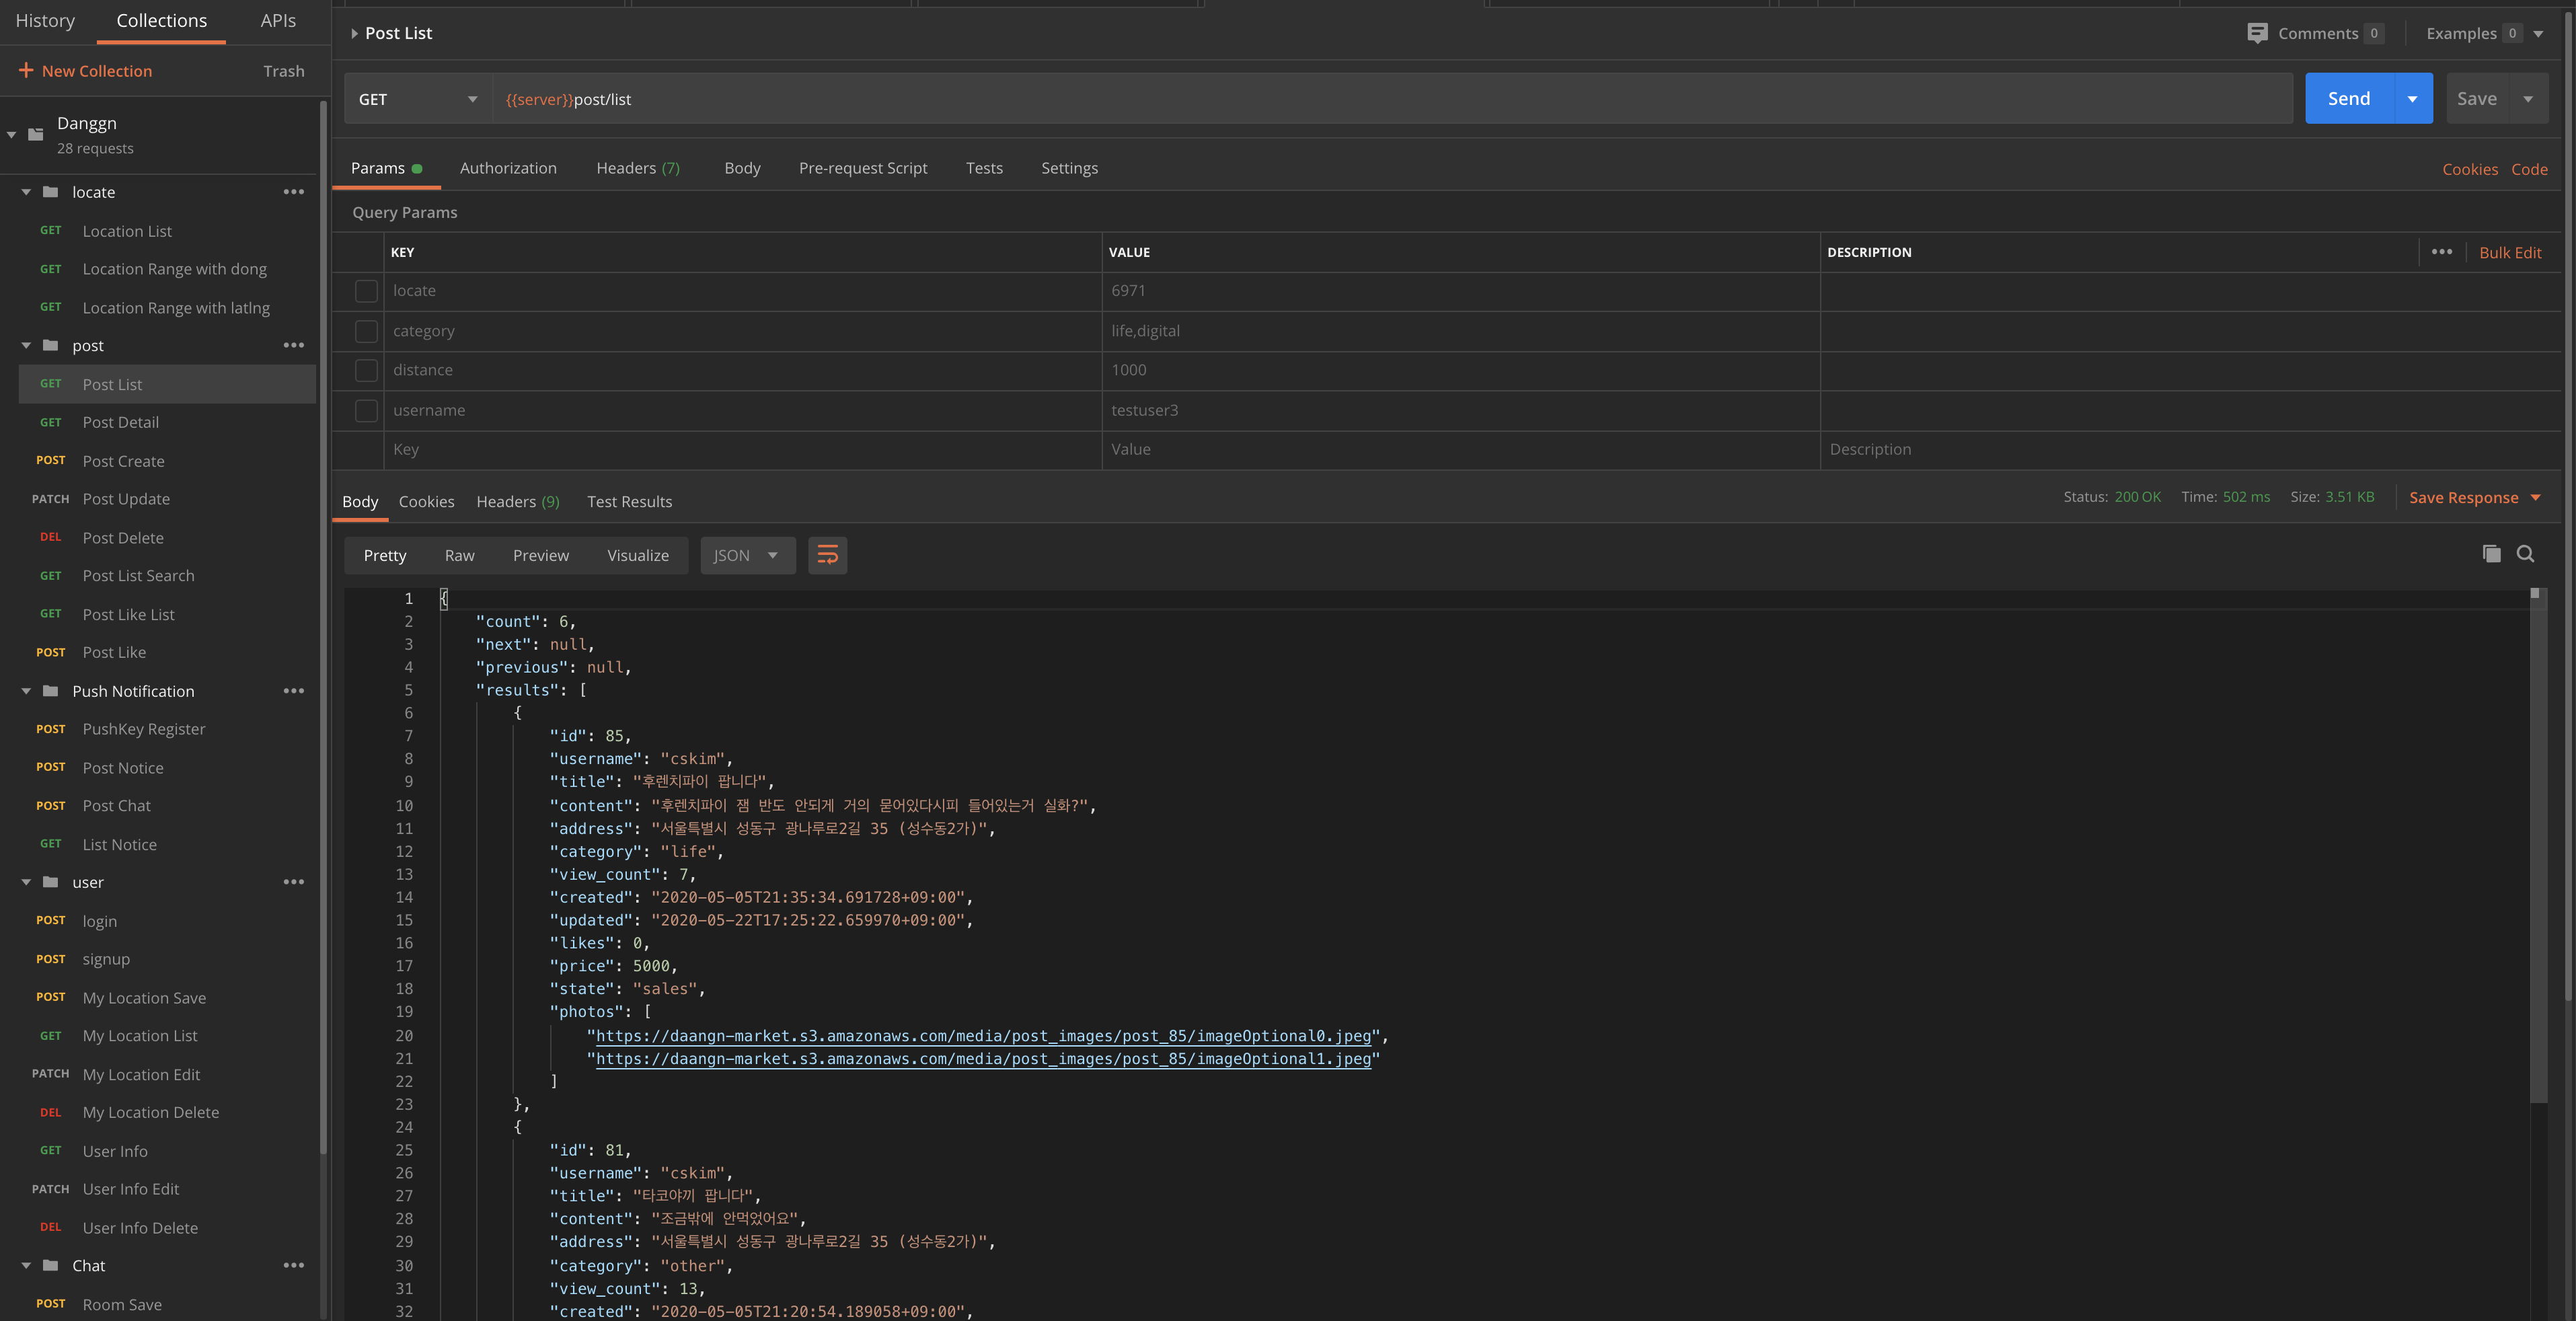 History Collections APIs
New Collection Trash
Danggn
28 requests
locate
GET Location List
GET Location Range with dong
GET Location Range with latlng
post
GET Post List
GET Post Detail
POST Post Create
PATCH Post Update
DEL Post Delete
GET Post List Search
GET Post Like List
POST Post Like
Push Notification
POST PushKey Register
POST Post Notice
POST Post Chat
GET List Notice
user
POST login
POST signup
POST My Location Save
GET My Location List
PATCH My Location Edit
DEL My Location Delete
GET User Info
PATCH User Info Edit
DEL User Info Delete
Chat
POST Room Save
Post List Comments 0 Examples 0
GET {{server}}post/list Send Save
Params Authorization Headers (7) Body Pre-request Script Tests Settings Cookies Code
Query Params
KEY VALUE DESCRIPTION Bulk Edit
locate 6971
category life,digital
distance 1000
username testuser3
Key Value Description
Body Cookies Headers (9) Test Results Status: 200 OK Time: 502 ms Size: 3.51 KB Save Response
Pretty Raw Preview Visualize JSON
1 {
2 "count": 6,
3 "next": null,
4 "previous": null,
5 "results": [
6 {
7 "id": 85,
8 "username": "cskim",
9 "title": "후렌치파이 팝니다",
10 "content": "후렌치파이 잼 반도 안되게 거의 묻어있다시피 들어있는거 실화?",
11 "address": "서울특별시 성동구 광나루로2길 35 (성수동2가)",
12 "category": "life",
13 "view_count": 7,
14 "created": "2020-05-05T21:35:34.691728+09:00",
15 "updated": "2020-05-22T17:25:22.659970+09:00",
16 "likes": 0,
17 "price": 5000,
18 "state": "sales",
19 "photos": [
20 "https://daangn-market.s3.amazonaws.com/media/post_images/post_85/imageOptional0.jpeg",
21 "https://daangn-market.s3.amazonaws.com/media/post_images/post_85/imageOptional1.jpeg"
22 ]
23 },
24 {
25 "id": 81,
26 "username": "cskim",
27 "title": "타코야끼 팝니다",
28 "content": "조금밖에 안먹었어요",
29 "address": "서울특별시 성동구 광나루로2길 35 (성수동2가)",
30 "category": "other",
31 "view_count": 13,
32 "created": "2020-05-05T21:20:54.189058+09:00",